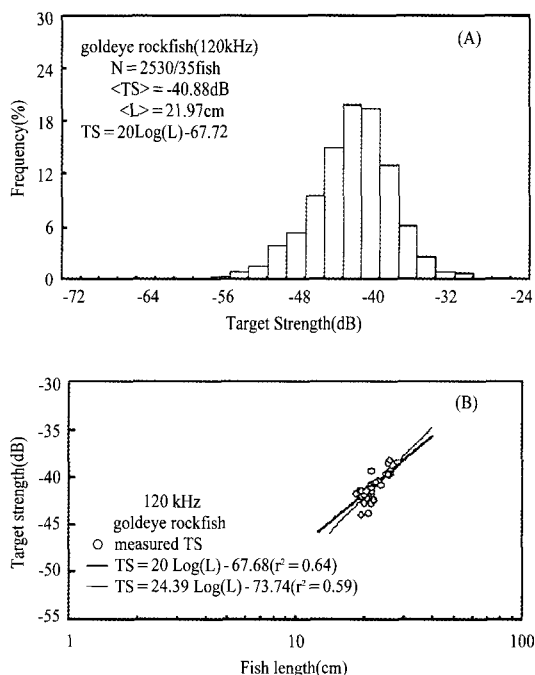 (A)
goldeye rockfish(120kHz)
N = 2530/35fish
<TS> = -40.88dB
<L> = 21.97cm
TS = 20Log(L) -67.72
Frequency(%)
30
24
18
12
6
0
-72 -64 -56 -48 -40 -32 -24
Target Strength(dB)
(B)
Target strength(dB)
-30
-35
-40
-45
-50
-55
120 kHz
goldeye rockfish
measured TS
TS = 20 Log(L) - 67.68(r² = 0.64)
TS = 24.39 Log(L) - 73.74(r² = 0.59)
1 10 100
Fish length(cm)